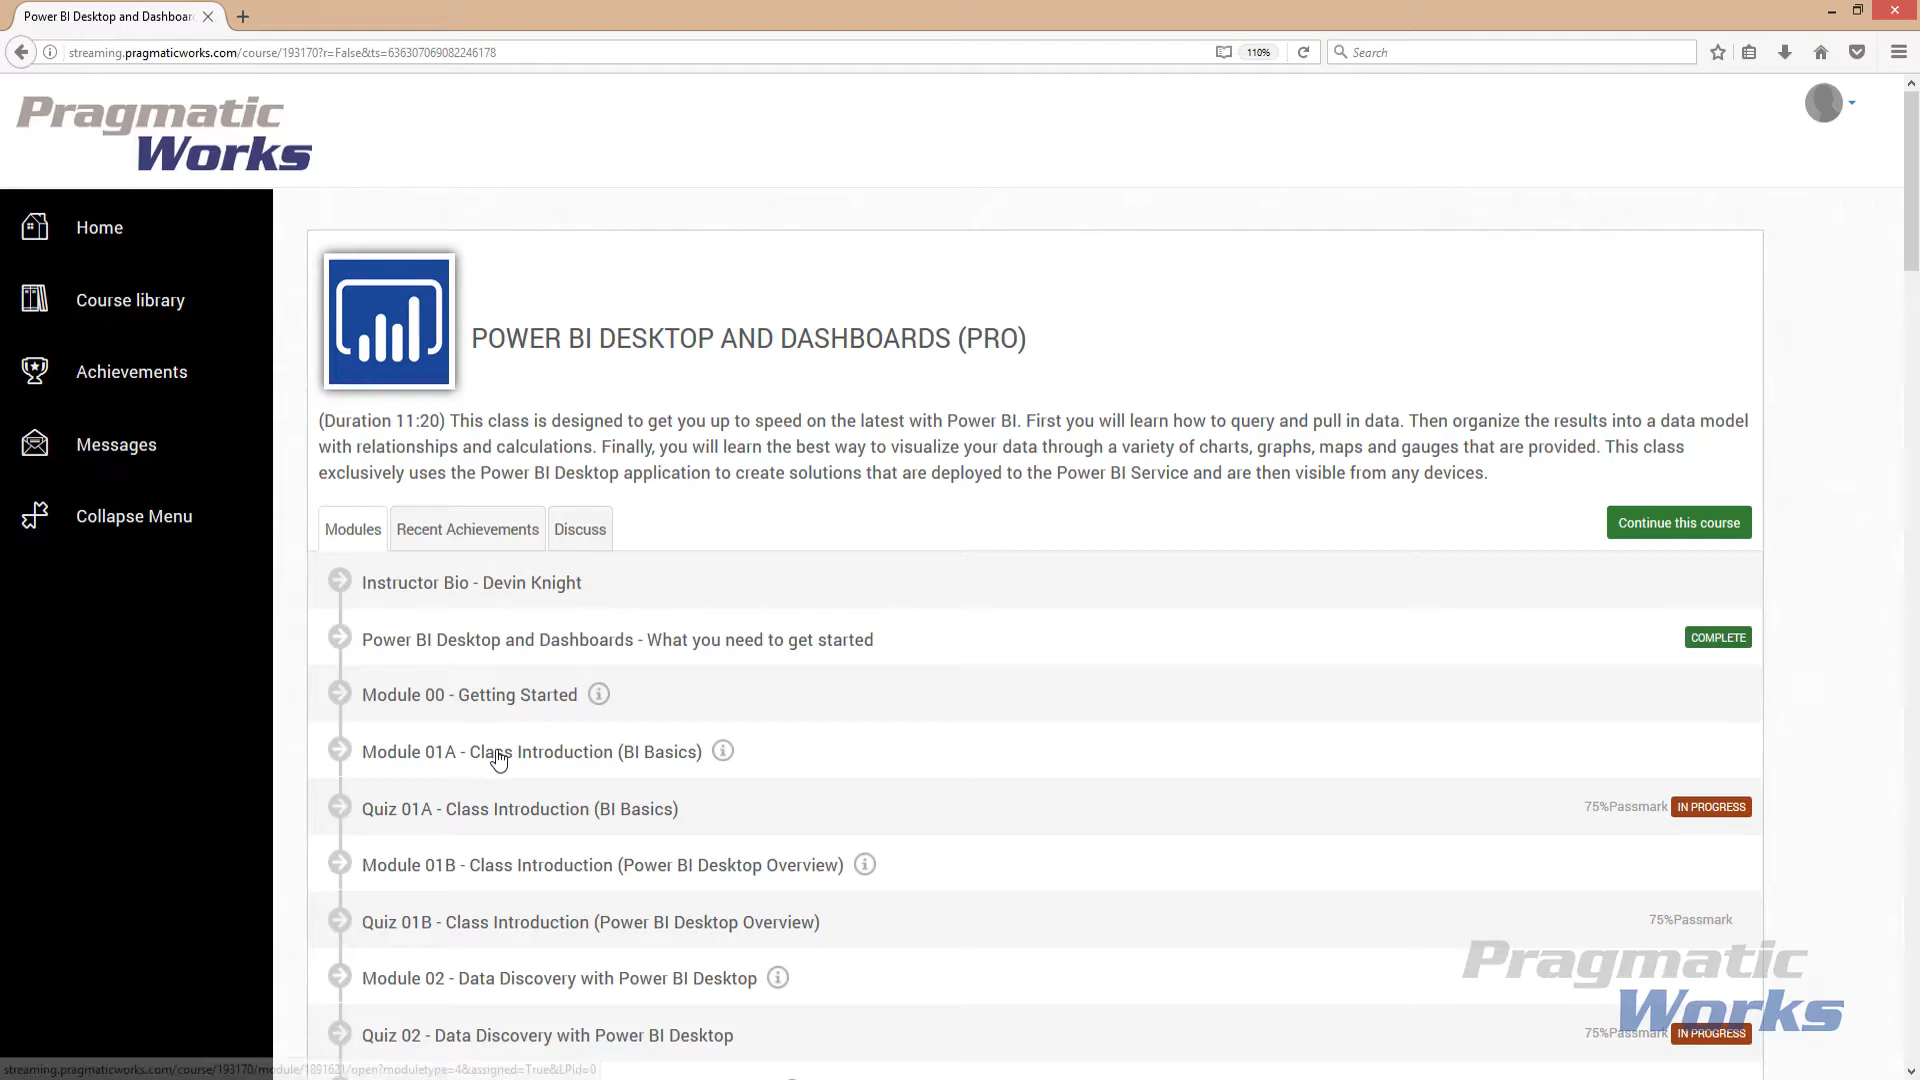 Power BI Desktop and Dashboar
streaming.pragmaticworks.com/course/193170?r=False&ts=636307069082246178
110%
Search
Pragmatic
Works
Home
Course library
Achievements
Messages
Collapse Menu
POWER BI DESKTOP AND DASHBOARDS (PRO)
(Duration 11:20) This class is designed to get you up to speed on the latest with Power BI. First you will learn how to query and pull in data. Then organize the results into a data model
with relationships and calculations. Finally, you will learn the best way to visualize your data through a variety of charts, graphs, maps and gauges that are provided. This class
exclusively uses the Power BI Desktop application to create solutions that are deployed to the Power BI Service and are then visible from any devices.
Modules
Recent Achievements
Discuss
Continue this course
Instructor Bio - Devin Knight
Power BI Desktop and Dashboards - What you need to get started
COMPLETE
Module 00 - Getting Started
Module 01A - Class Introduction (BI Basics)
Quiz 01A - Class Introduction (BI Basics)
75%Passmark
IN PROGRESS
Module 01B - Class Introduction (Power BI Desktop Overview)
Quiz 01B - Class Introduction (Power BI Desktop Overview)
75%Passmark
Module 02 - Data Discovery with Power BI Desktop
Pragmatic
Works
Quiz 02 - Data Discovery with Power BI Desktop
75%Passmark
IN PROGRESS